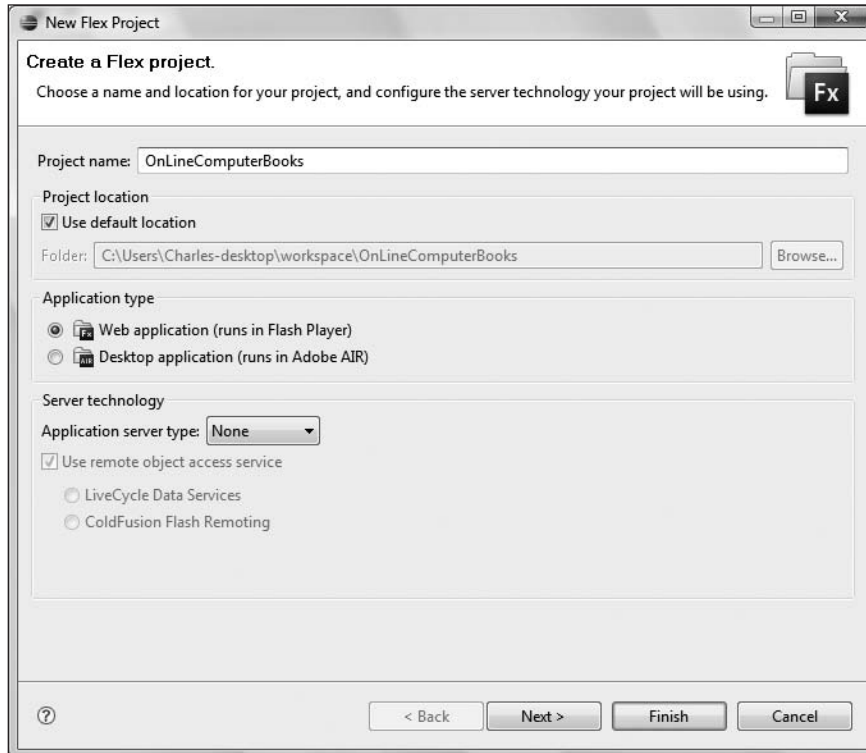 New Flex Project
Create a Flex project.
Choose a name and location for your project, and configure the server technology your project will be using.
Fx
Project name: OnLineComputerBooks
Project location
Use default location
Folder: C:\Users\Charles-desktop\workspace\OnLineComputerBooks Browse...
Application type
Fx Web application (runs in Flash Player)
AIR Desktop application (runs in Adobe AIR)
Server technology
Application server type: None
Use remote object access service
LiveCycle Data Services
ColdFusion Flash Remoting
? < Back Next > Finish Cancel